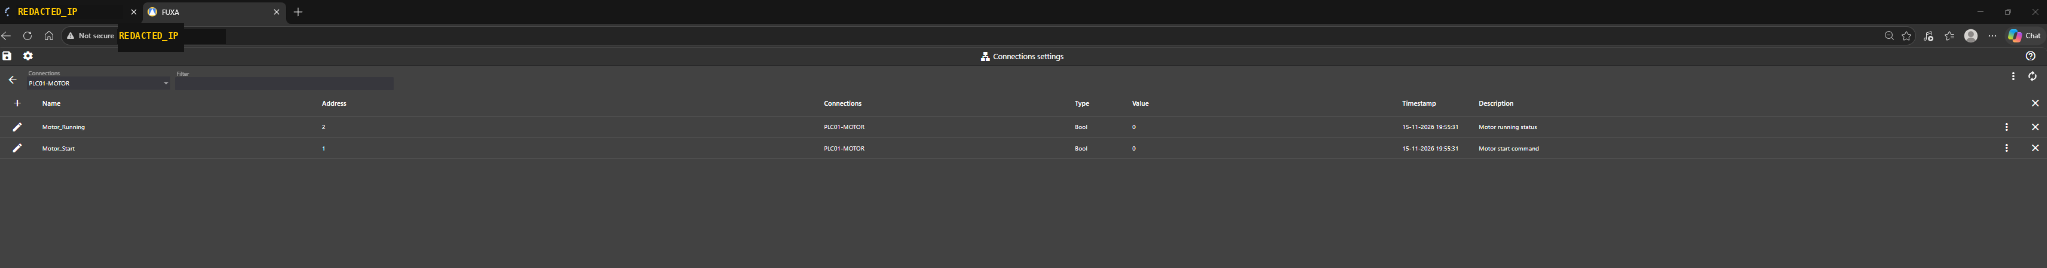 REDACTED_IP FUXA
Not secure REDACTED_IP Chat
Connections settings
Connections
PLC01-MOTOR
Filter
Name Address Connections Type Value Timestamp Description
Motor_Running 2 PLC01-MOTOR Bool 0 15-11-2026 19:55:31 Motor running status
Motor_Start 1 PLC01-MOTOR Bool 0 15-11-2026 19:55:31 Motor start command